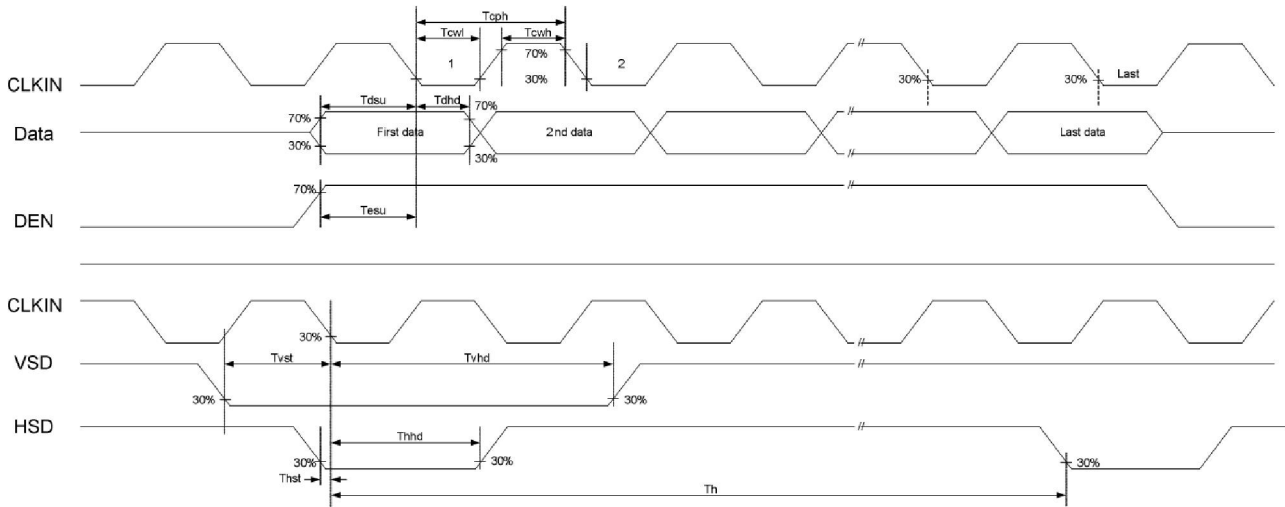 Tcph
Tcwl Tcwh
CLKIN 1 70% 30% 2 // 30% 30% Last
Tdsu Tdhd 70%
Data 70% 30% First data 30% 2nd data // // Last data
70% //
DEN Tesu
CLKIN 30% //
VSD Tvst Tvhd //
30% 30%
HSD Thhd //
30% 30% 30%
Thst Th